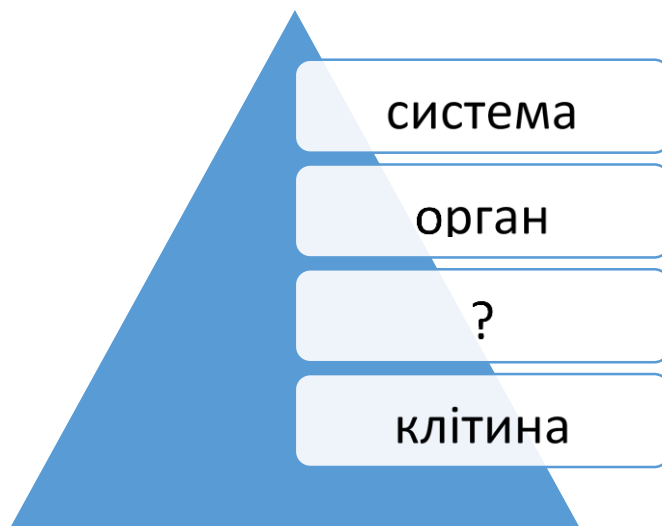 система
орган
?
клітина